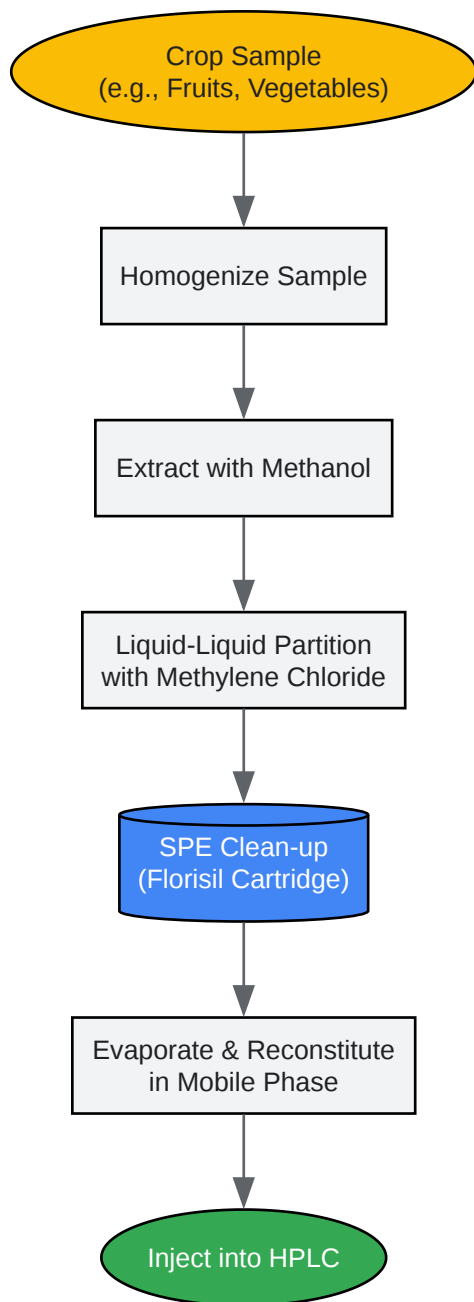 Crop Sample
(e.g., Fruits, Vegetables)
Homogenize Sample
Extract with Methanol
Liquid-Liquid Partition
with Methylene Chloride
SPE Clean-up
(Florisil Cartridge)
Evaporate & Reconstitute
in Mobile Phase
Inject into HPLC